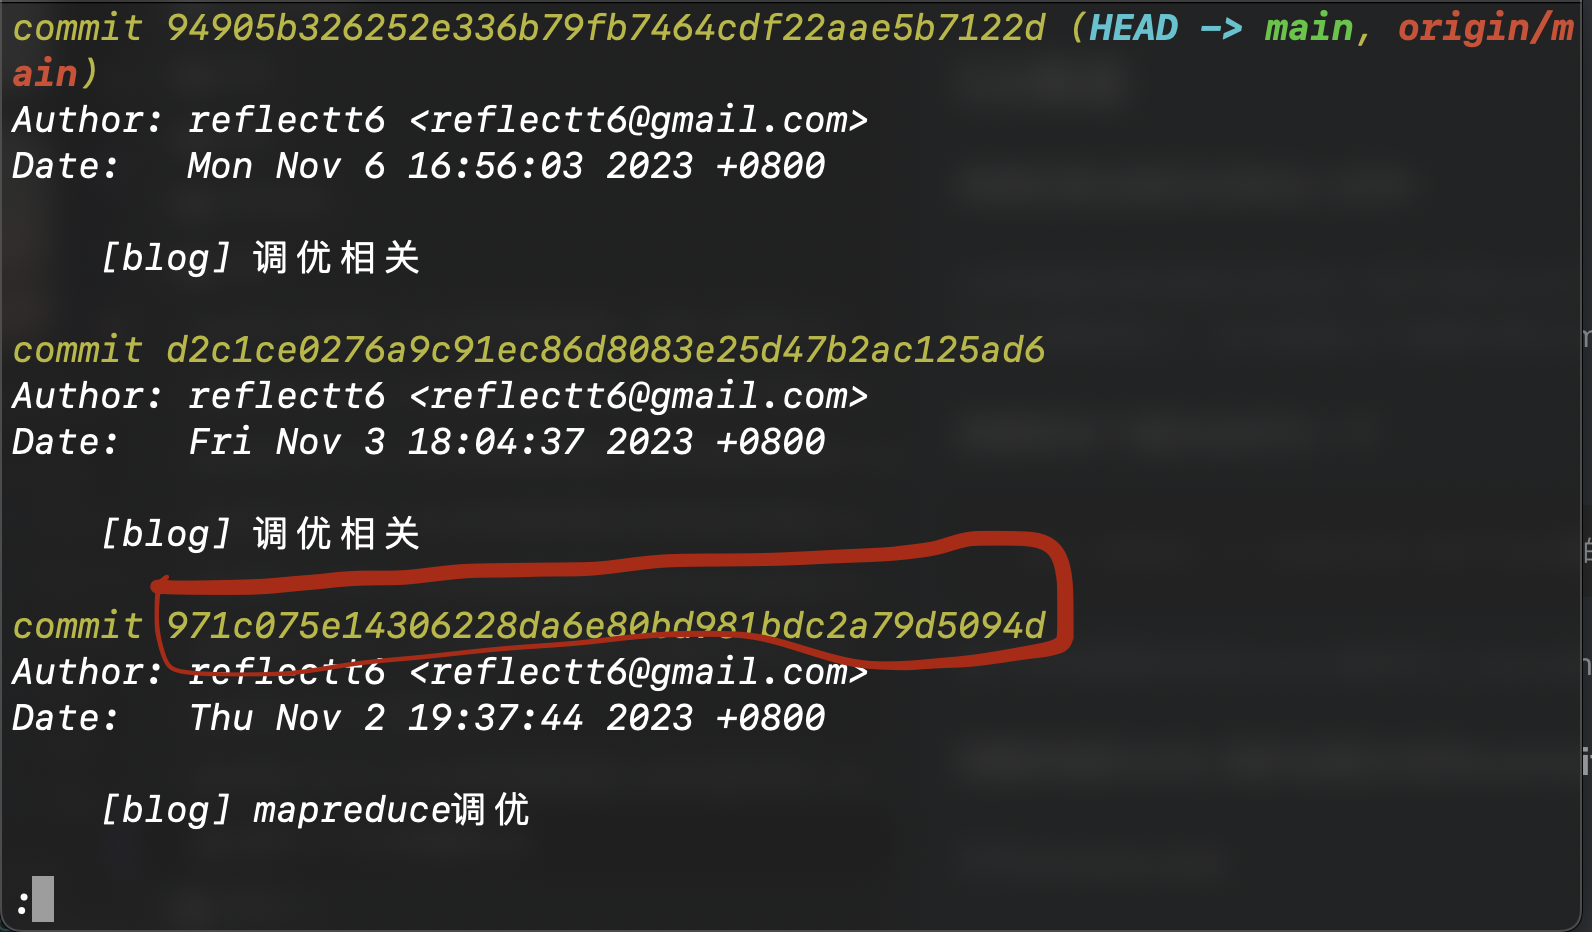 commit 94905b326252e336b79fb7464cdf22aae5b7122d (HEAD -> main, origin/m
ain)
Author: reflectt6 <reflectt6@gmail.com>
Date:   Mon Nov 6 16:56:03 2023 +0800
[blog] 调优相关
commit d2c1ce0276a9c91ec86d8083e25d47b2ac125ad6
Author: reflectt6 <reflectt6@gmail.com>
Date:   Fri Nov 3 18:04:37 2023 +0800
[blog] 调优相关
commit 971c075e14306228da6e80bd981bdc2a79d5094d
Author: reflectt6 <reflectt6@gmail.com>
Date:   Thu Nov 2 19:37:44 2023 +0800
[blog] mapreduce调优
: